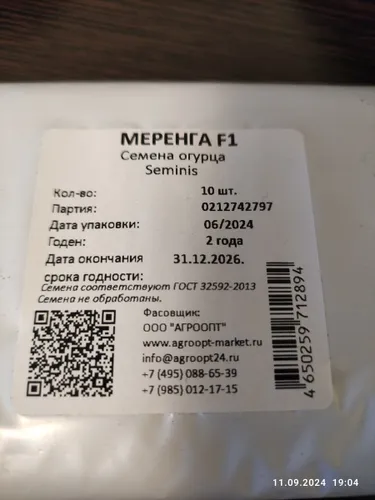 МЕРЕНГА F1
Семена огурца
Seminis
Кол-во: 10 шт.
Партия: 0212742797
Дата упаковки: 06/2024
Годен: 2 года
Дата окончания 31.12.2026.
срока годности:
Семена соответствуют ГОСТ 32592-2013
Семена не обработаны.
Фасовщик:
ООО "АГРООПТ"
www.agroopt-market.ru
info@agroopt24.ru
+7 (495) 088-65-39
+7 (985) 012-17-15
4 650259 712894
11.09.2024 19:04